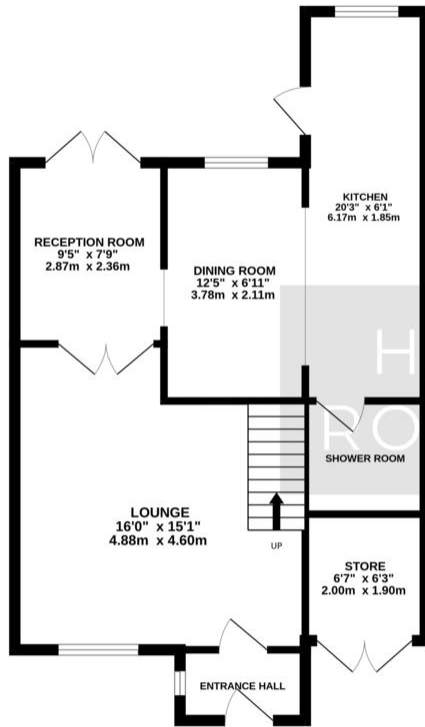 KITCHEN
20'3" x 6'1"
6.17m x 1.85m
RECEPTION ROOM
9'5" x 7'9"
2.87m x 2.36m
DINING ROOM
12'5" x 6'11"
3.78m x 2.11m
H
RO
SHOWER ROOM
LOUNGE
16'0" x 15'1"
4.88m x 4.60m
UP
STORE
6'7" x 6'3"
2.00m x 1.90m
ENTRANCE HALL